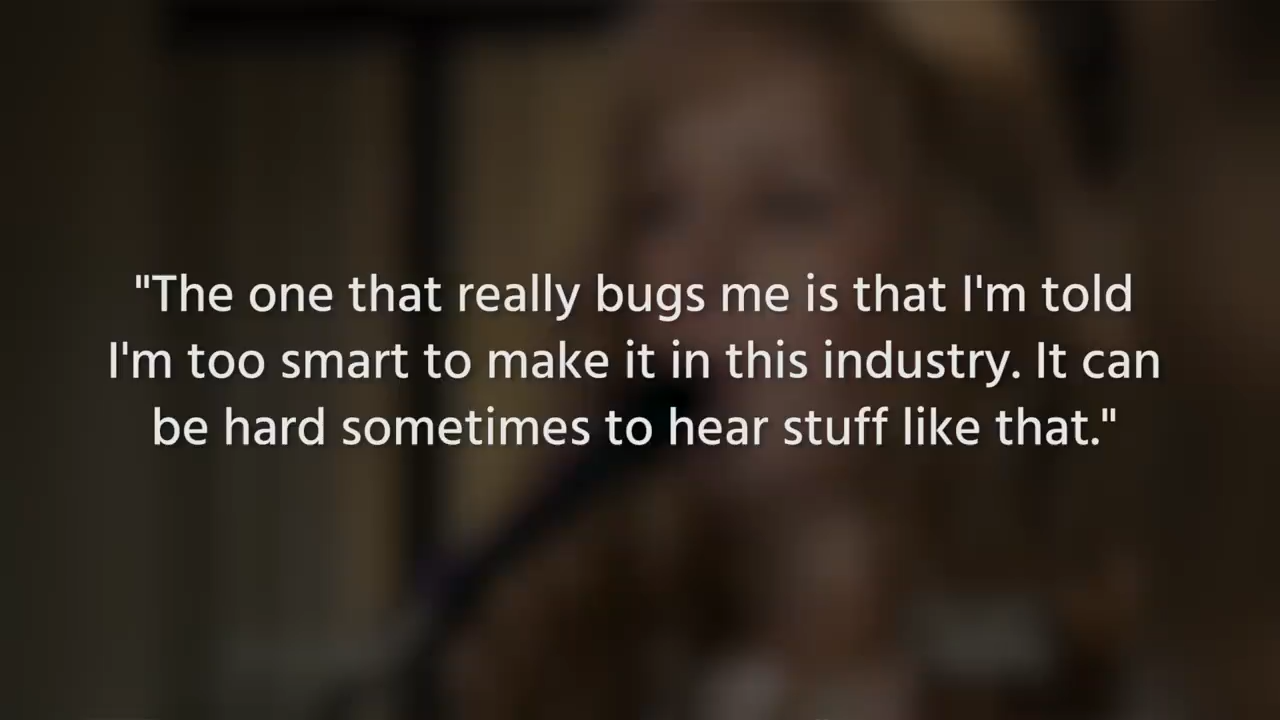 "The one that really bugs me is that I'm told
I'm too smart to make it in this industry. It can
be hard sometimes to hear stuff like that."